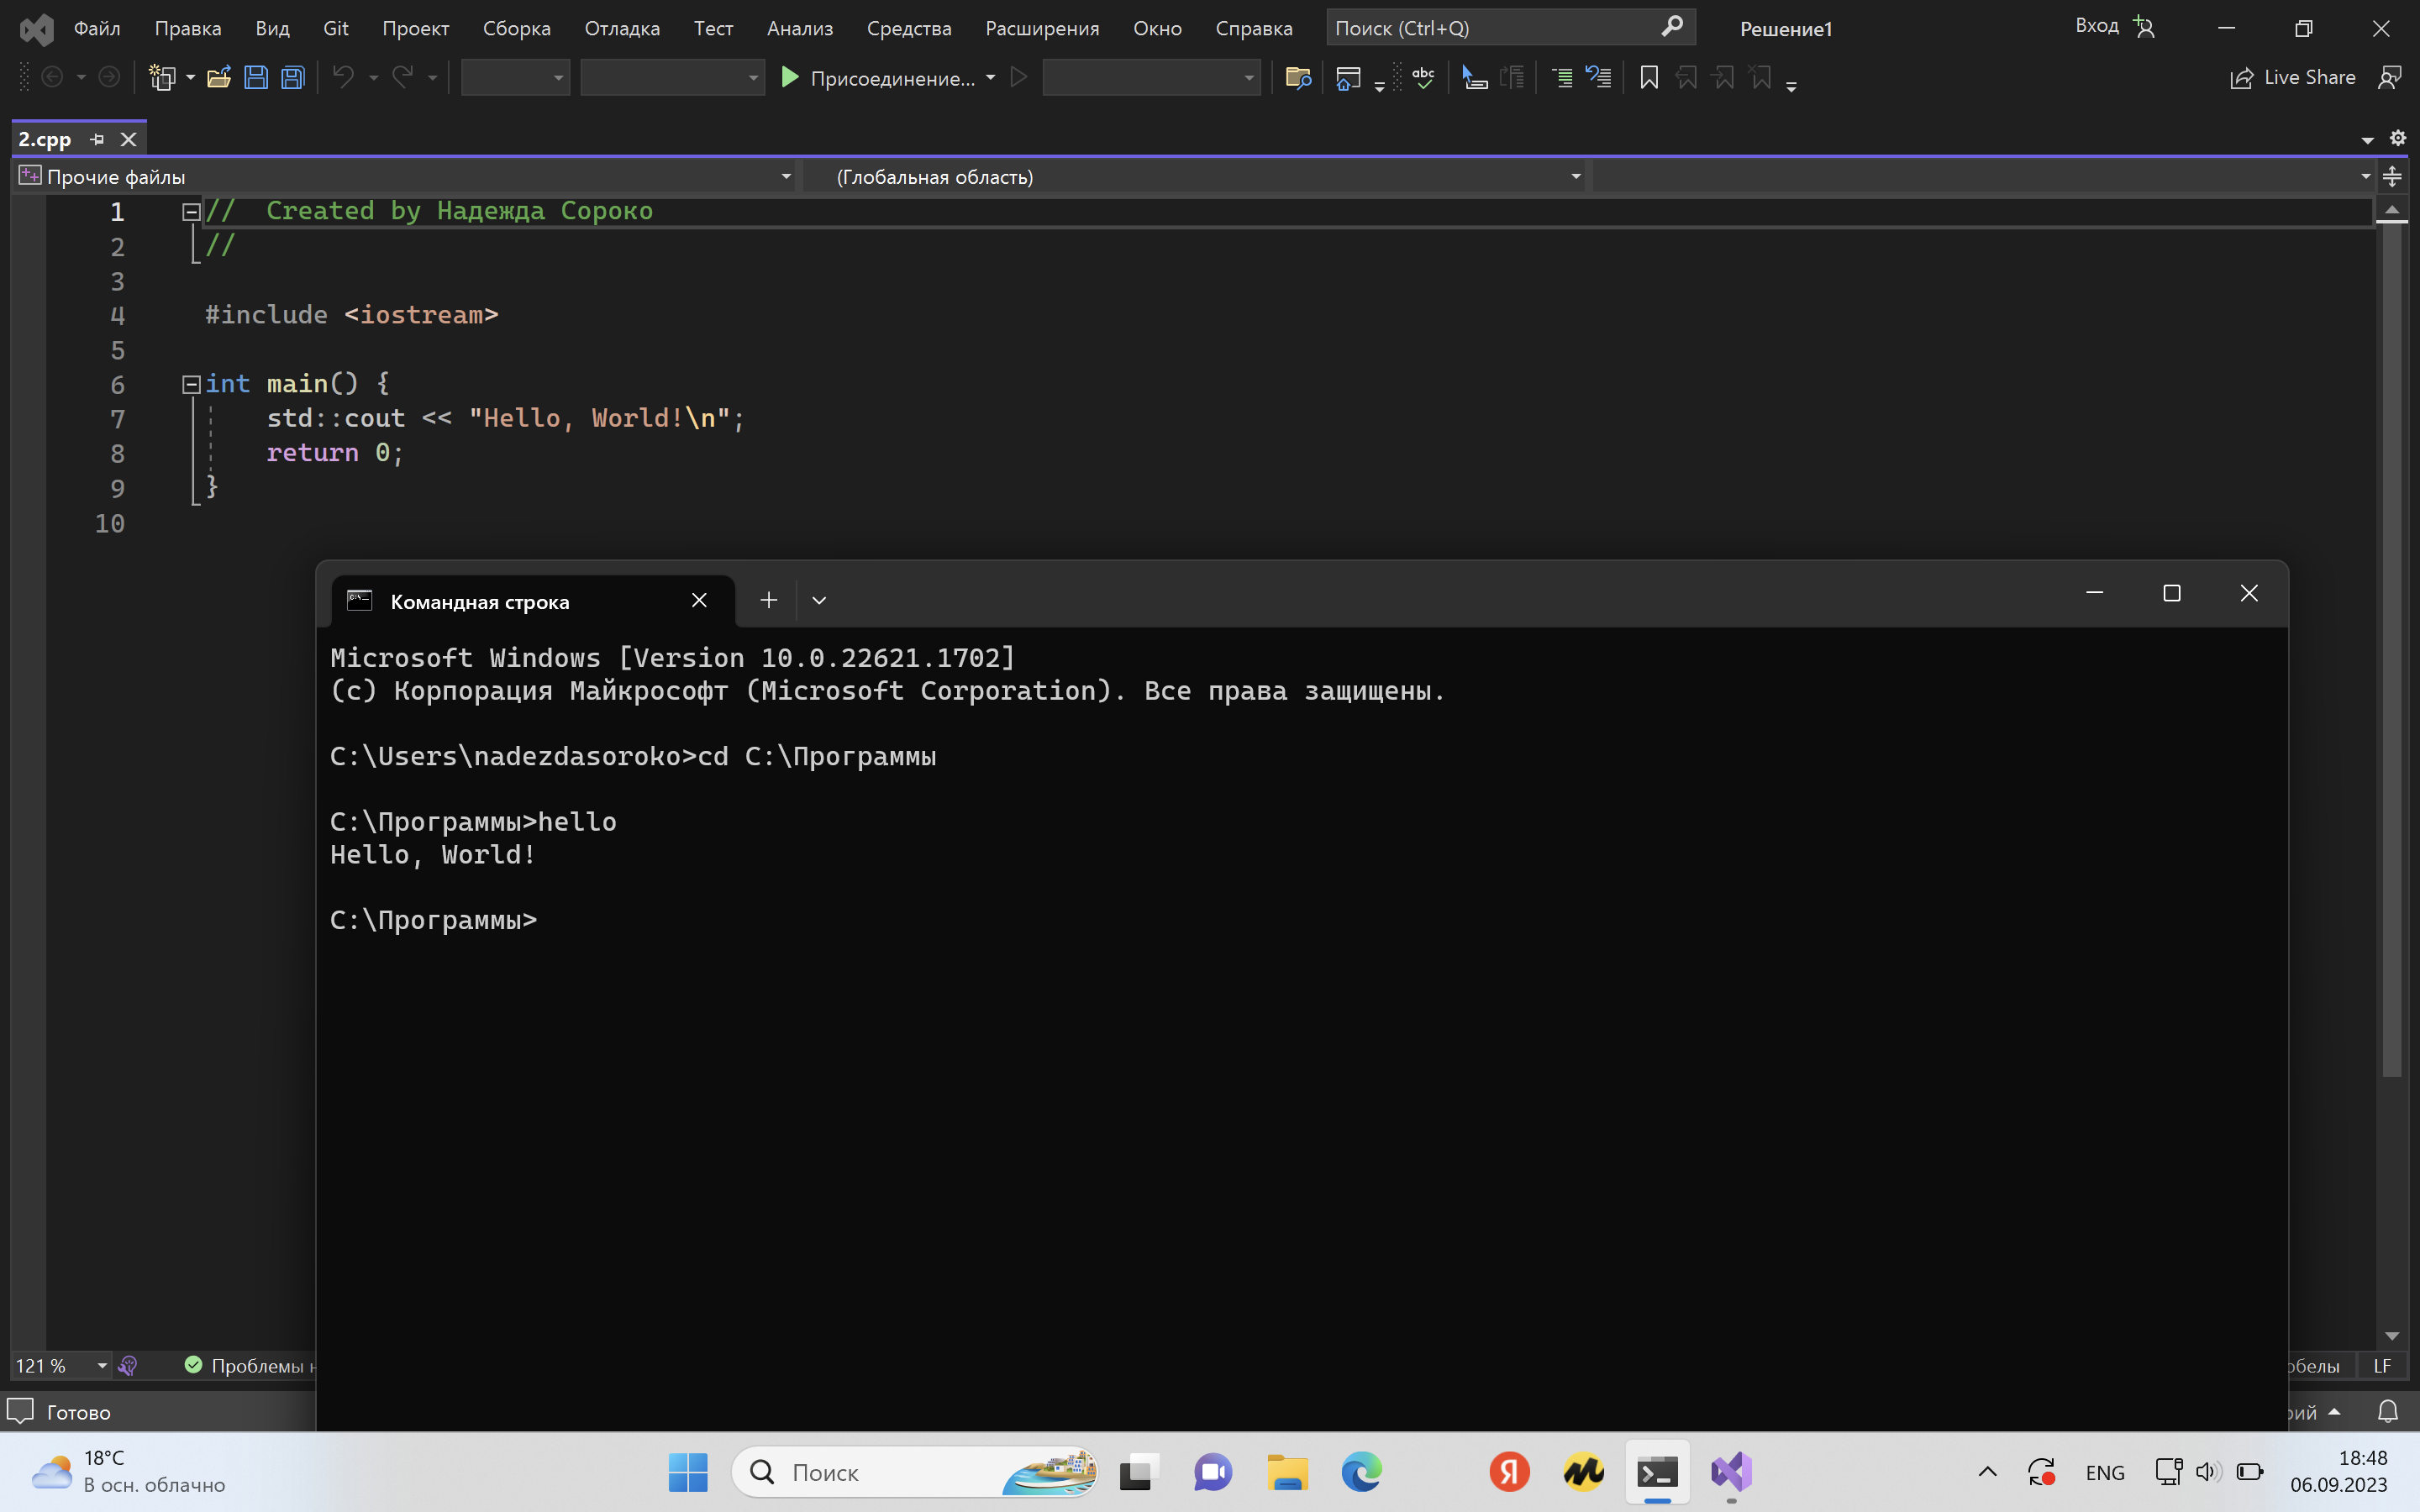 Файл Правка Вид Git Проект Сборка Отладка Тест Анализ Средства Расширения Окно Справка Поиск (Ctrl+Q) Решение1 Вход
Присоединение... Live Share
2.cpp
Прочие файлы (Глобальная область)
1 // Created by Надежда Сороко
2 //
3
4 #include <iostream>
5
6 int main() {
7 std::cout << "Hello, World!\n";
8 return 0;
9 }
10
Командная строка
Microsoft Windows [Version 10.0.22621.1702]
(c) Корпорация Майкрософт (Microsoft Corporation). Все права защищены.
C:\Users\nadezdasoroko>cd C:\Программы
C:\Программы>hello
Hello, World!
C:\Программы>
121 % Проблемы LF
Готово
18°C
В осн. облачно
Поиск
ENG
18:48
06.09.2023